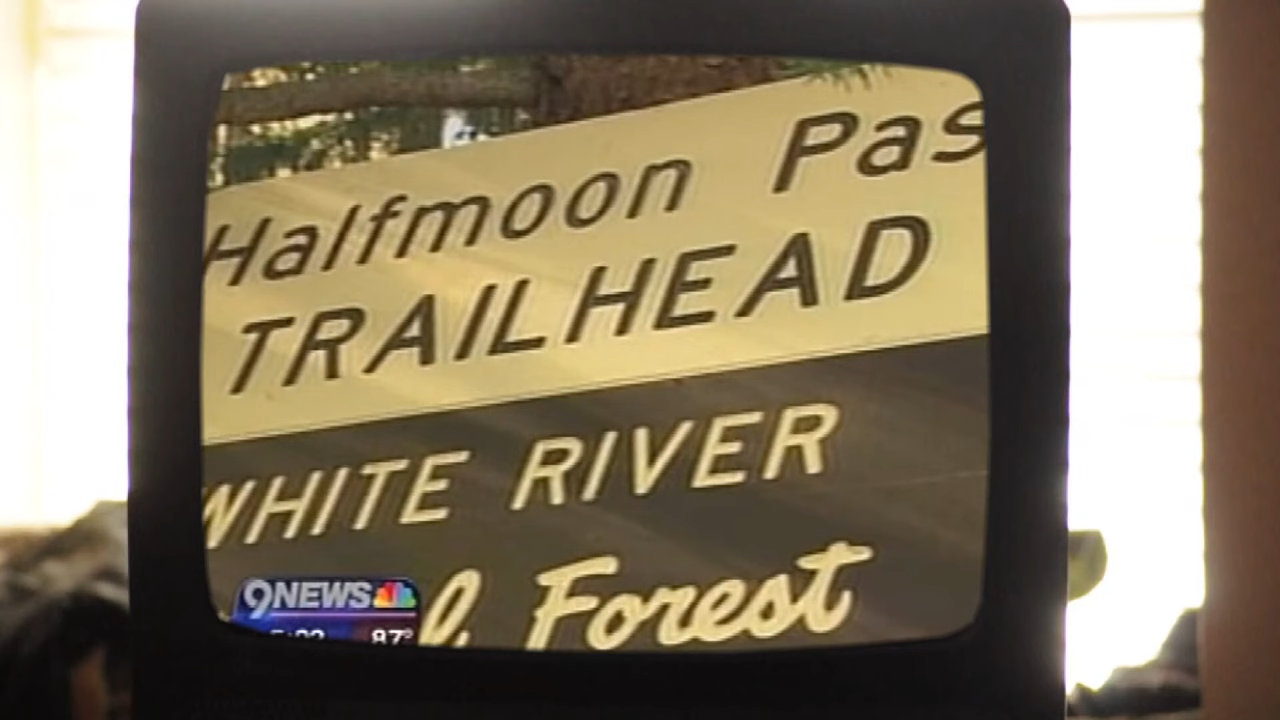 Halfmoon Pas
TRAILHEAD
WHITE RIVER
l Forest
9NEWS
87°